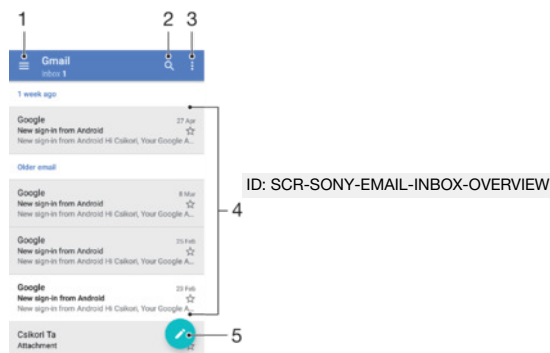 1 2 3
Gmail
Inbox 1
1 week ago
Google 27 Apr
New sign-in from Android
New sign-in from Android Hi Csikori, Your Google A...
Older email
Google 8 Mar
New sign-in from Android
New sign-in from Android Hi Csikori, Your Google A...
ID: SCR-SONY-EMAIL-INBOX-OVERVIEW
4
Google 25 Feb
New sign-in from Android
New sign-in from Android Hi Csikori, Your Google A...
Google 25 Feb
New sign-in from Android
New sign-in from Android Hi Csikori, Your Google A...
Csikori Ta
5
Attachment